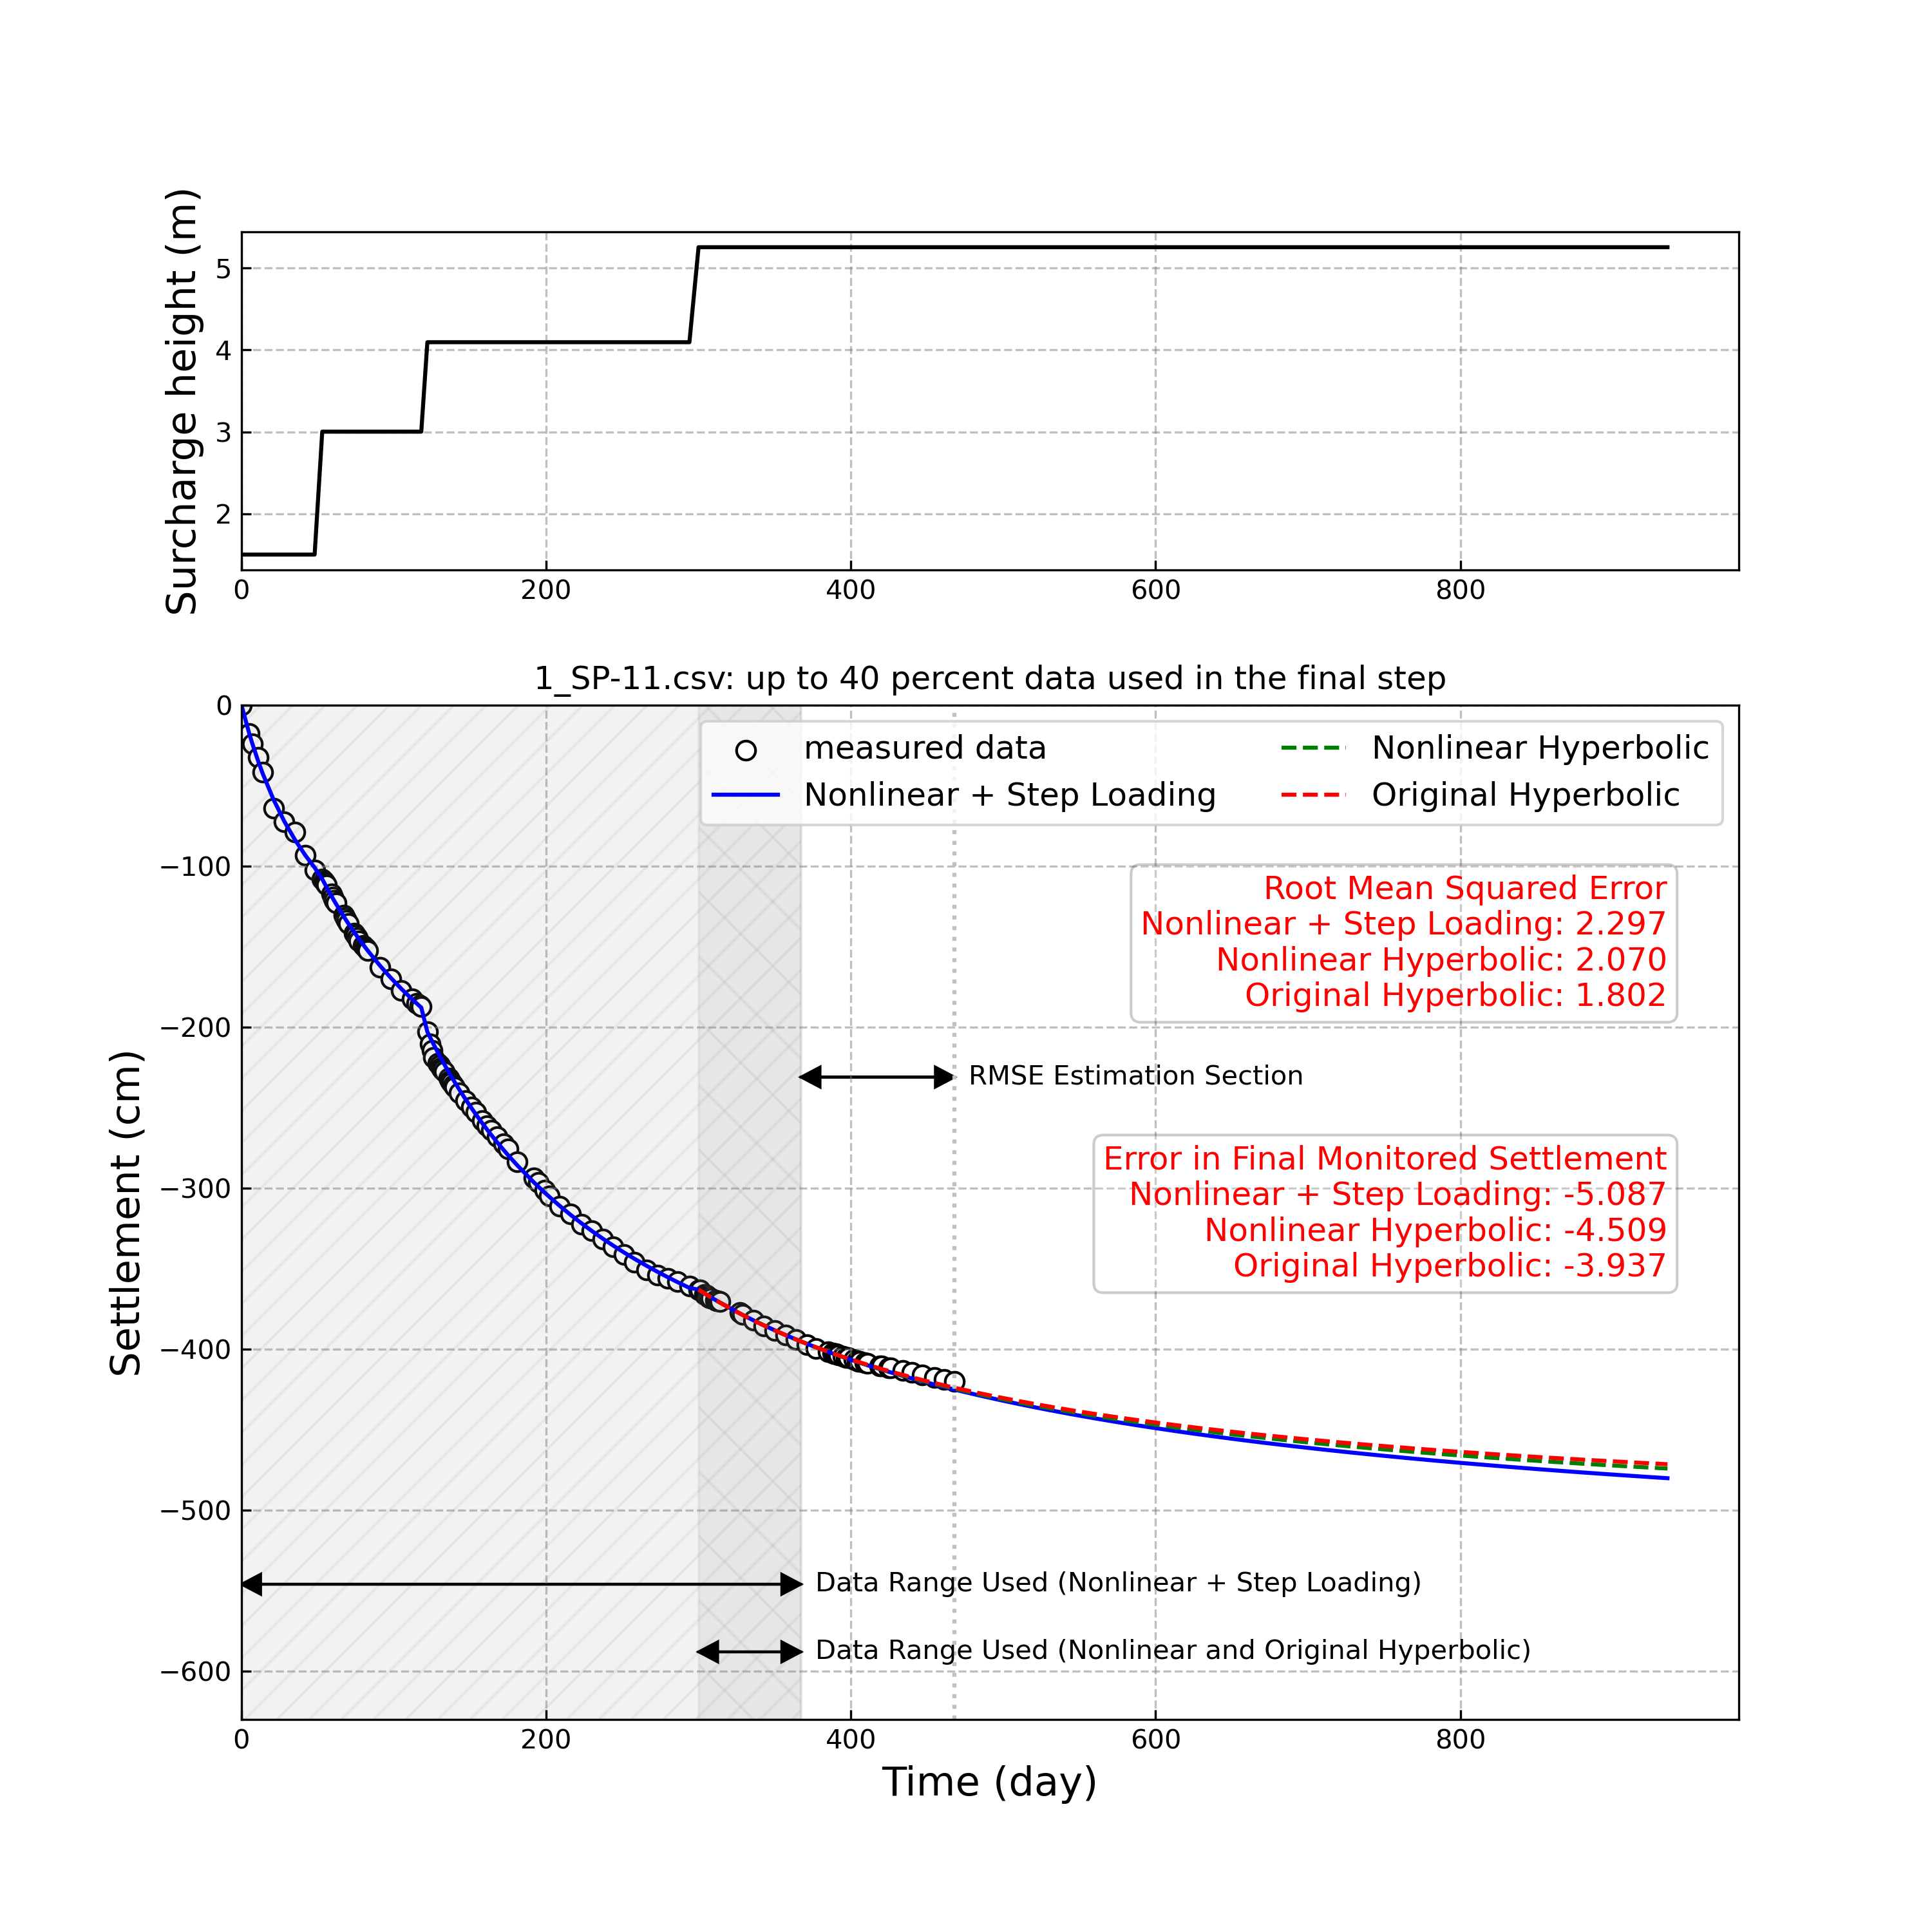 Surcharge height (m)
5
4
3
2
0 200 400 600 800
1_SP-11.csv: up to 40 percent data used in the final step
measured data
Nonlinear + Step Loading
Nonlinear Hyperbolic
Original Hyperbolic
Root Mean Squared Error
Nonlinear + Step Loading: 2.297
Nonlinear Hyperbolic: 2.070
Original Hyperbolic: 1.802
RMSE Estimation Section
Error in Final Monitored Settlement
Nonlinear + Step Loading: -5.087
Nonlinear Hyperbolic: -4.509
Original Hyperbolic: -3.937
Data Range Used (Nonlinear + Step Loading)
Data Range Used (Nonlinear and Original Hyperbolic)
Settlement (cm)
0
−100
−200
−300
−400
−500
−600
0 200 400 600 800
Time (day)